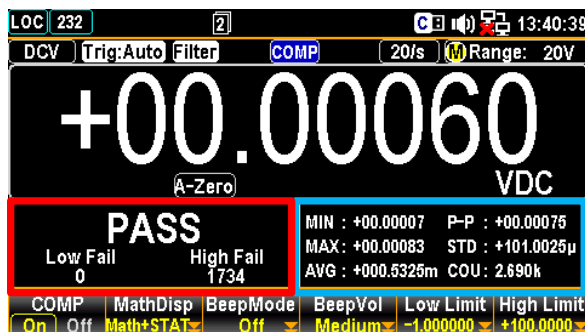 LOC 232 2 C 13:40:39
DCV Trig:Auto Filter COMP 20/s M Range: 20V
+00.00060
A-Zero VDC
PASS
Low Fail High Fail
0 1734
MIN : +00.00007 P-P : +00.00075
MAX: +00.00083 STD : +101.0025µ
AVG : +000.5325m COU: 2.690k
COMP MathDisp BeepMode BeepVol Low Limit High Limit
On Off Math+STAT Off Medium -1.000000 +100.0000